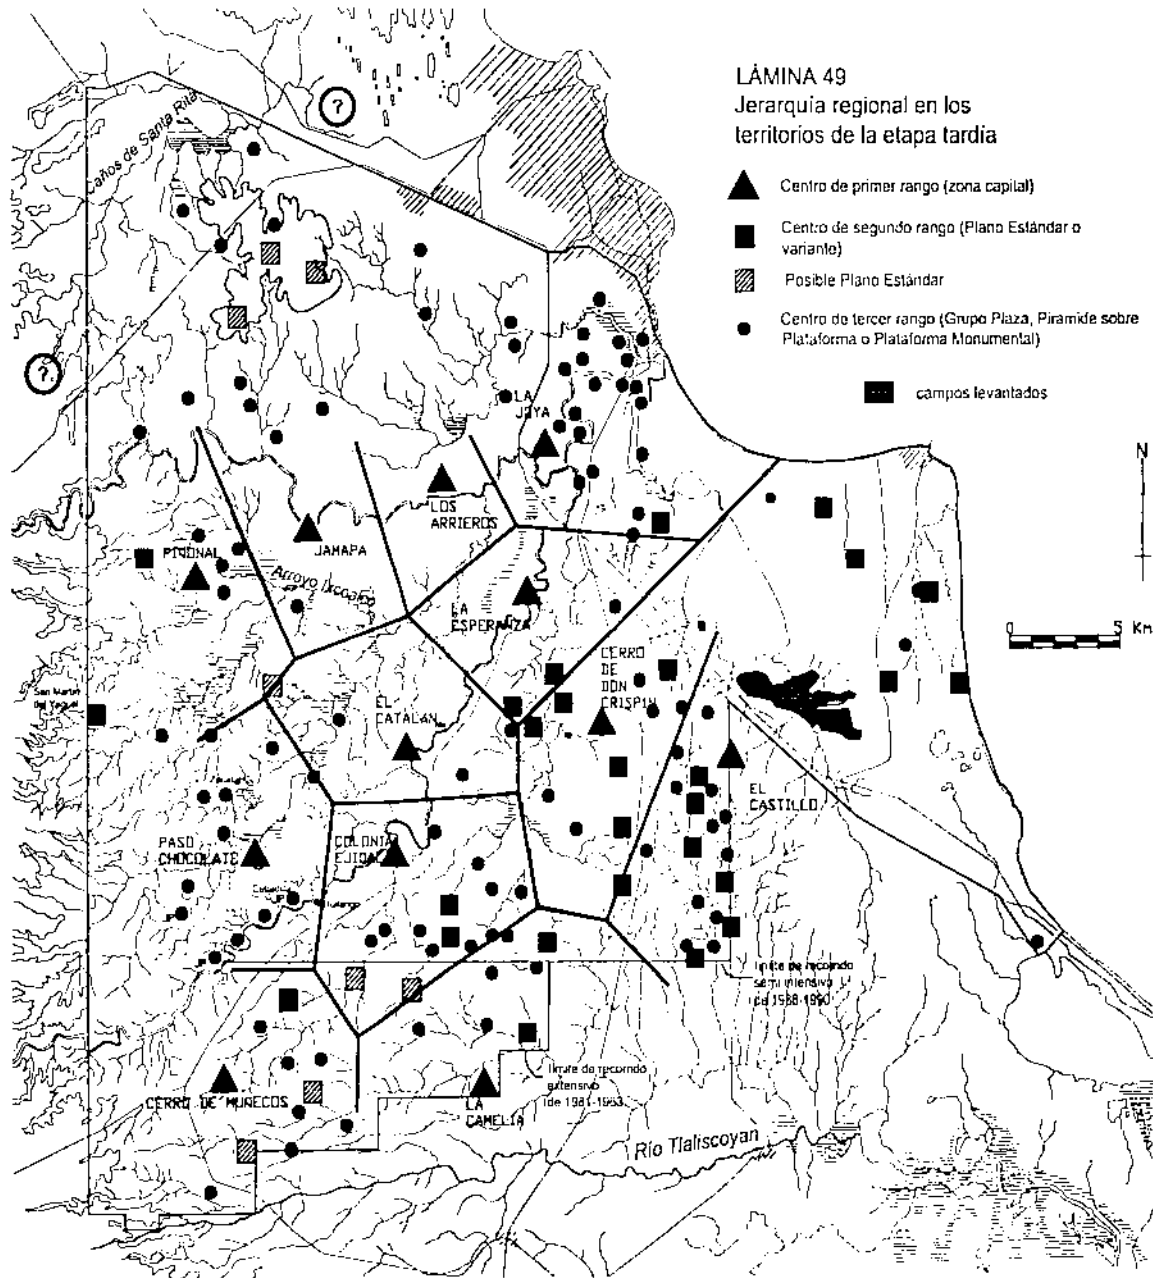 LÁMINA 49
Jerarquía regional en los
territorios de la etapa tardía
Centro de primer rango (zona capital)
Centro de segundo rango (Plano Estándar o
variante)
Posible Plano Estándar
Centro de tercer rango (Grupo Plaza, Piramide sobre
Plataforma o Plataforma Monumental)
campos levantados
N
0 5 Km
?
Caños de Santa Rita
?
LA
JOYA
LOS
ARRIEROS
JAMAPA
PIÑONAL
Arroyo Ixcoalco
LA
ESPERANZA
CERRO
DE
DON
CRISPIN
San Martín
del Yagual
EL
CATALAN
EL
CASTILLO
PASO
CHOCOLATE
COLONIA
EJIDAL
límite de recorrido
semi intensivo
de 1988-1990
límite de recorrido
extensivo
de 1981-1983
CERRO DE MUÑECOS
LA
CAMELIA
Río Tlaliscoyan